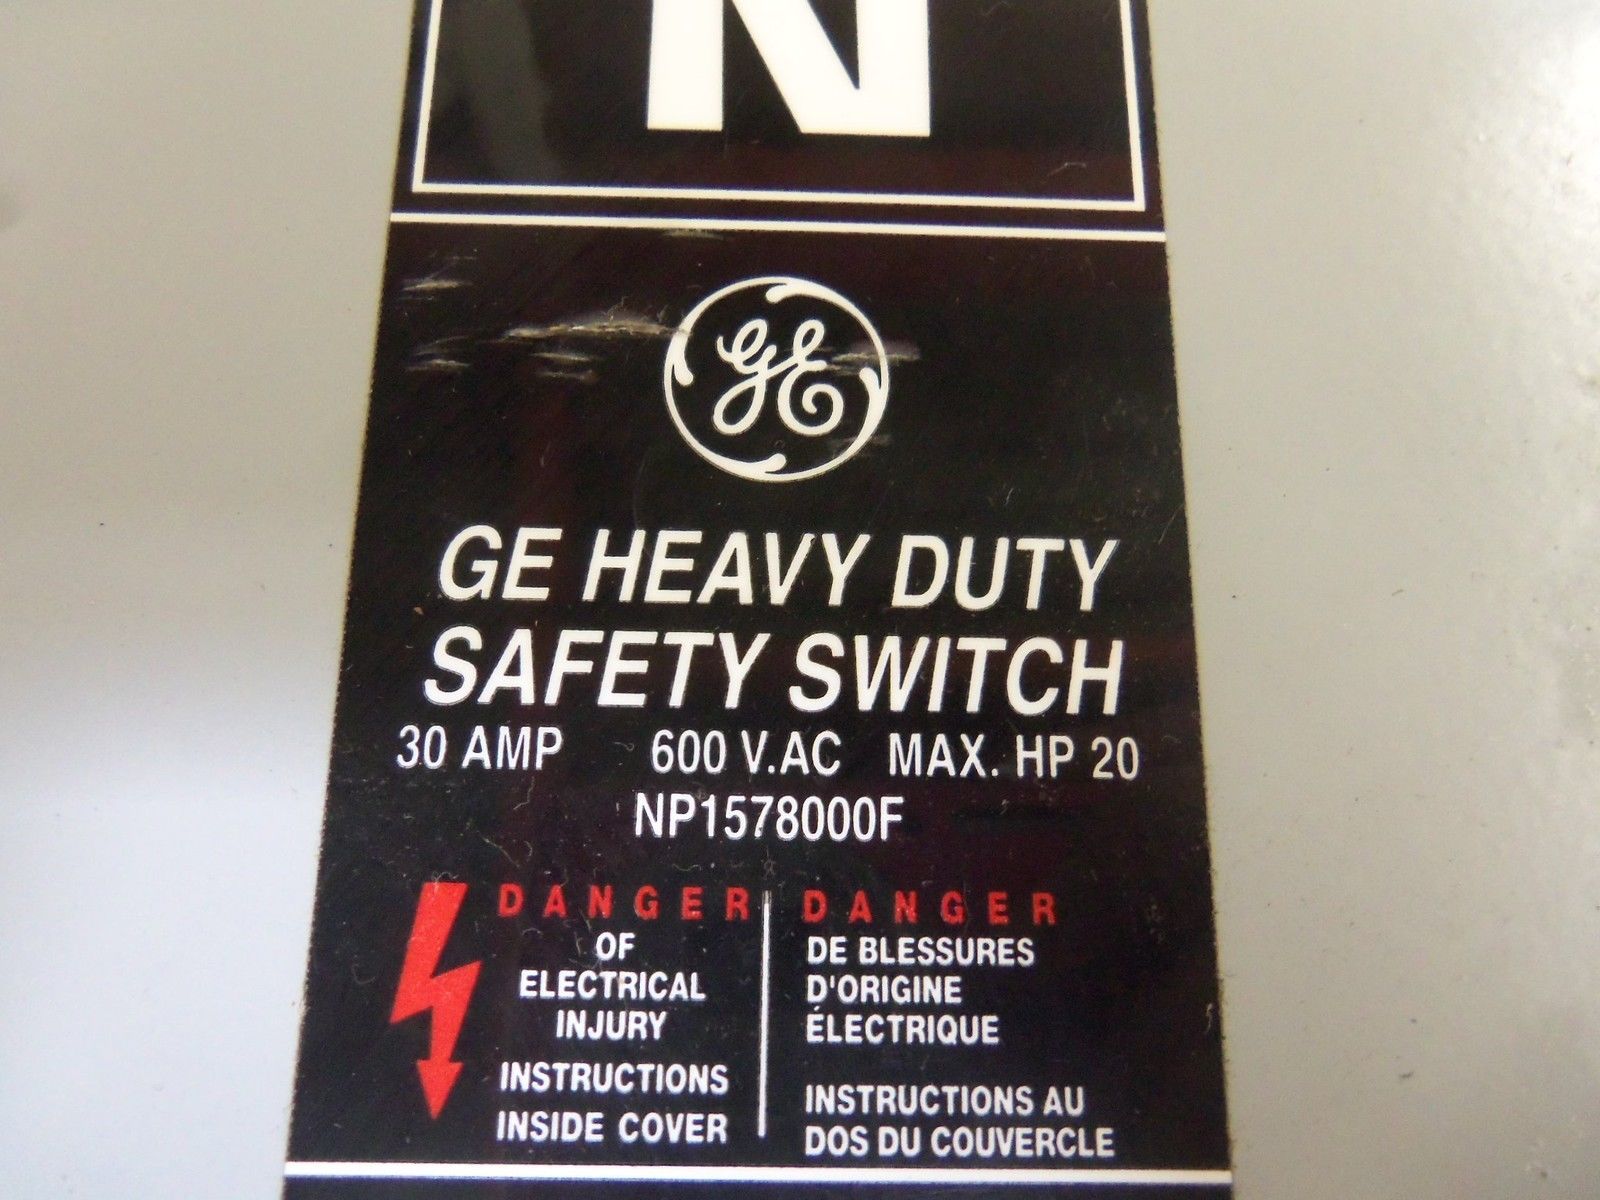 N
GE
GE HEAVY DUTY
SAFETY SWITCH
30 AMP 600 V.AC MAX. HP 20
NP1578000F
DANGER
OF
ELECTRICAL
INJURY
INSTRUCTIONS
INSIDE COVER
DANGER
DE BLESSURES
D'ORIGINE
ÉLECTRIQUE
INSTRUCTIONS AU
DOS DU COUVERCLE